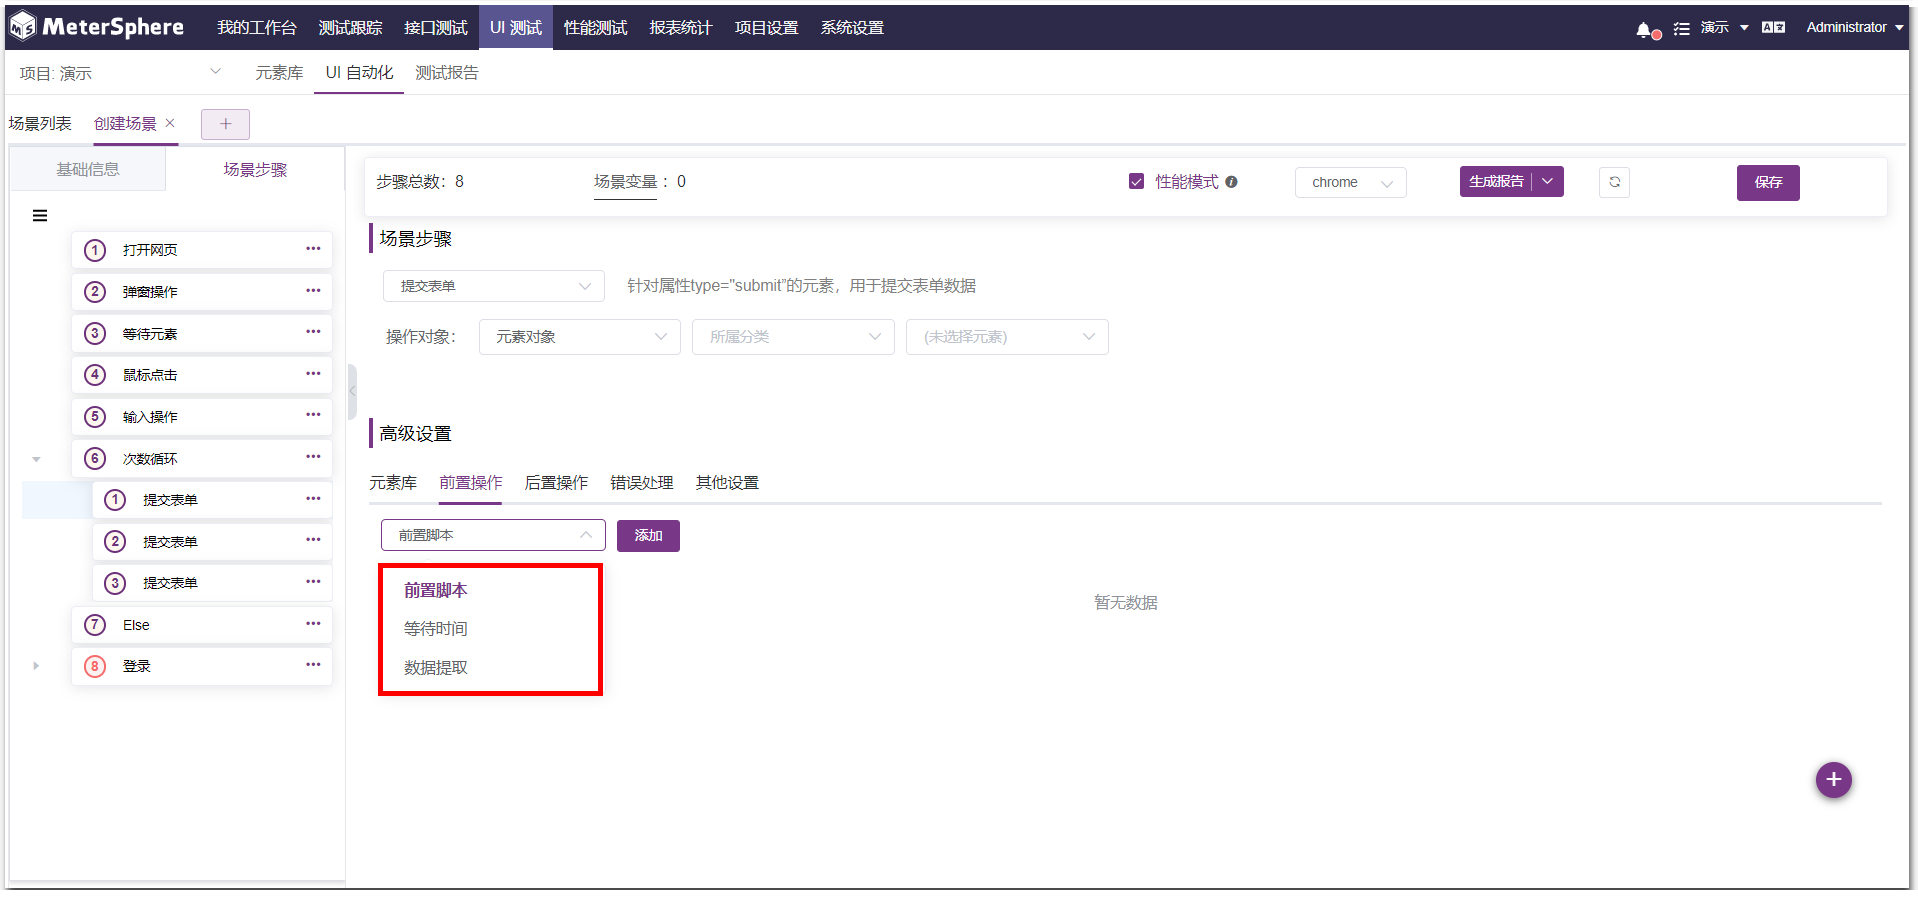 MeterSphere 我的工作台 测试跟踪 接口测试 UI 测试 性能测试 报表统计 项目设置 系统设置 演示 Administrator
项目: 演示 元素库 UI 自动化 测试报告
场景列表 创建场景 × +
基础信息 场景步骤
步骤总数: 8 场景变量 : 0 性能模式 chrome 生成报告 保存
场景步骤
1 打开网页 •••
2 弹窗操作 •••
3 等待元素 •••
4 鼠标点击 •••
5 输入操作 •••
6 次数循环 •••
1 提交表单 •••
2 提交表单 •••
3 提交表单 •••
7 Else •••
8 登录 •••
提交表单 针对属性type="submit"的元素，用于提交表单数据
操作对象: 元素对象 所属分类 (未选择元素)
高级设置
元素库 前置操作 后置操作 错误处理 其他设置
前置脚本 添加
前置脚本
等待时间
数据提取
暂无数据
+